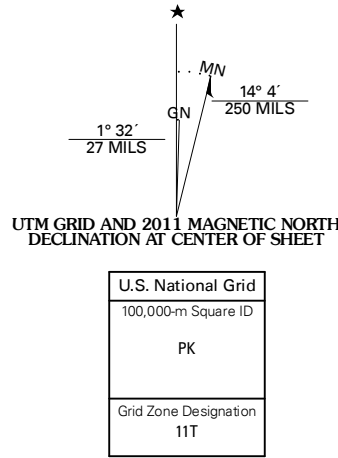 MN
GN
14° 4´
250 MILS
1° 32´
27 MILS
UTM GRID AND 2011 MAGNETIC NORTH
DECLINATION AT CENTER OF SHEET
U.S. National Grid
100,000-m Square ID
PK
Grid Zone Designation
11T